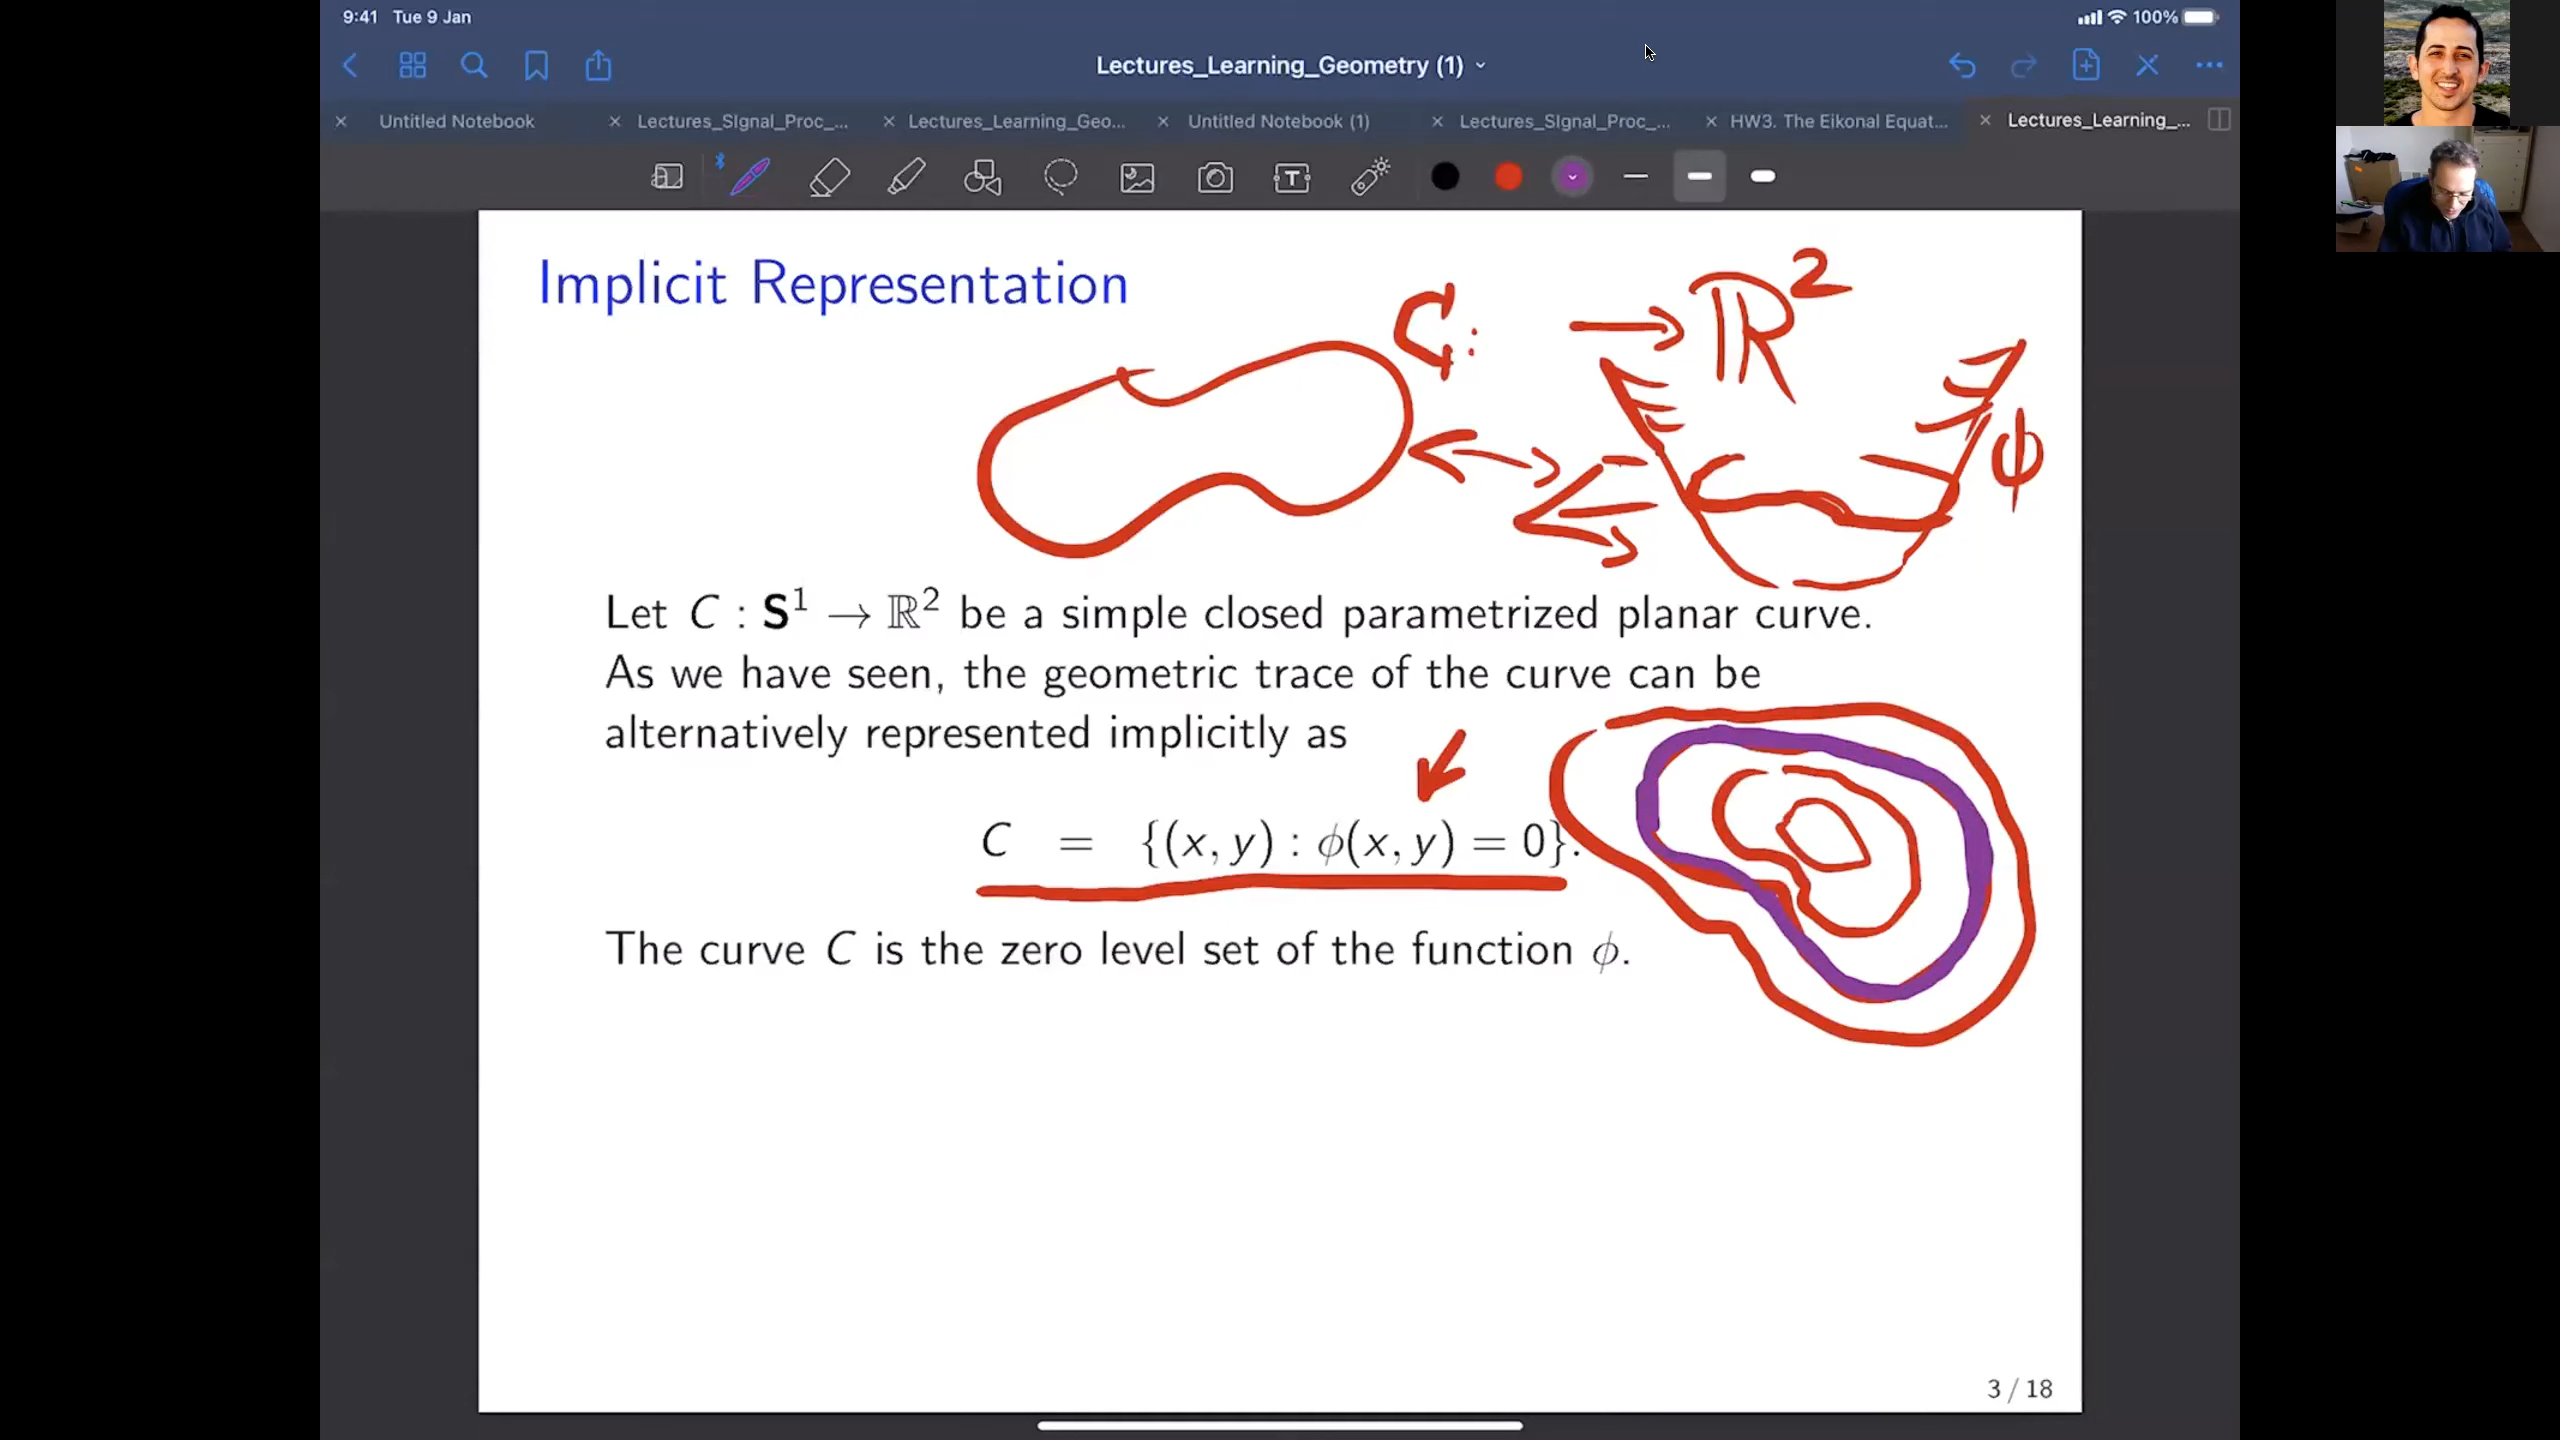 9:41 Tue 9 Jan
100%
Lectures_Learning_Geometry (1)
Untitled Notebook
Lectures_SIgnal_Proc_...
Lectures_Learning_Geo...
Untitled Notebook (1)
Lectures_SIgnal_Proc_...
HW3. The Eikonal Equat...
Lectures_Learning_...
Implicit Representation
C: → ℝ²
ϕ
Let C : S¹ → ℝ² be a simple closed parametrized planar curve.
As we have seen, the geometric trace of the curve can be
alternatively represented implicitly as
C = {(x, y) : ϕ(x, y) = 0}.
The curve C is the zero level set of the function ϕ.
3 / 18